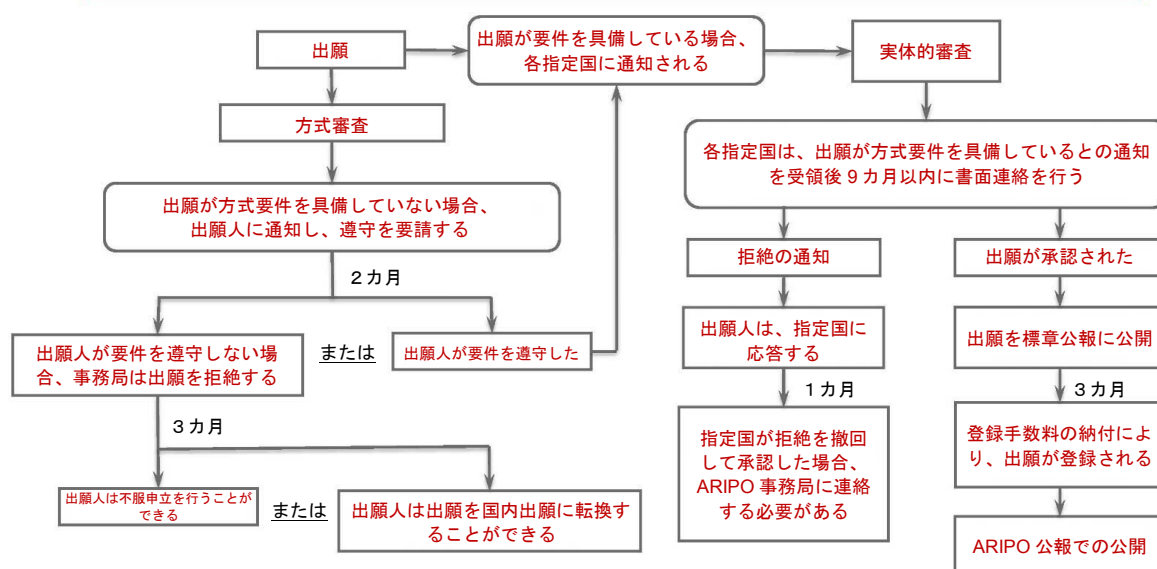 出願
出願が要件を具備している場合、
各指定国に通知される
実体的審査
方式審査
各指定国は、出願が方式要件を具備しているとの通知
を受領後 9 カ月以内に書面連絡を行う
出願が方式要件を具備していない場合、
出願人に通知し、遵守を要請する
拒絶の通知
出願が承認された
2カ月
出願人が要件を遵守しない場
合、事務局は出願を拒絶する
または
出願人が要件を遵守した
出願人は、指定国に
応答する
出願を標章公報に公開
1カ月
3カ月
3カ月
指定国が拒絶を撤回
して承認した場合、
ARIPO 事務局に連絡
する必要がある
登録手数料の納付によ
り、出願が登録される
出願人は不服申立を行うことが
できる
または
出願人は出願を国内出願に転換す
ることができる
ARIPO 公報での公開